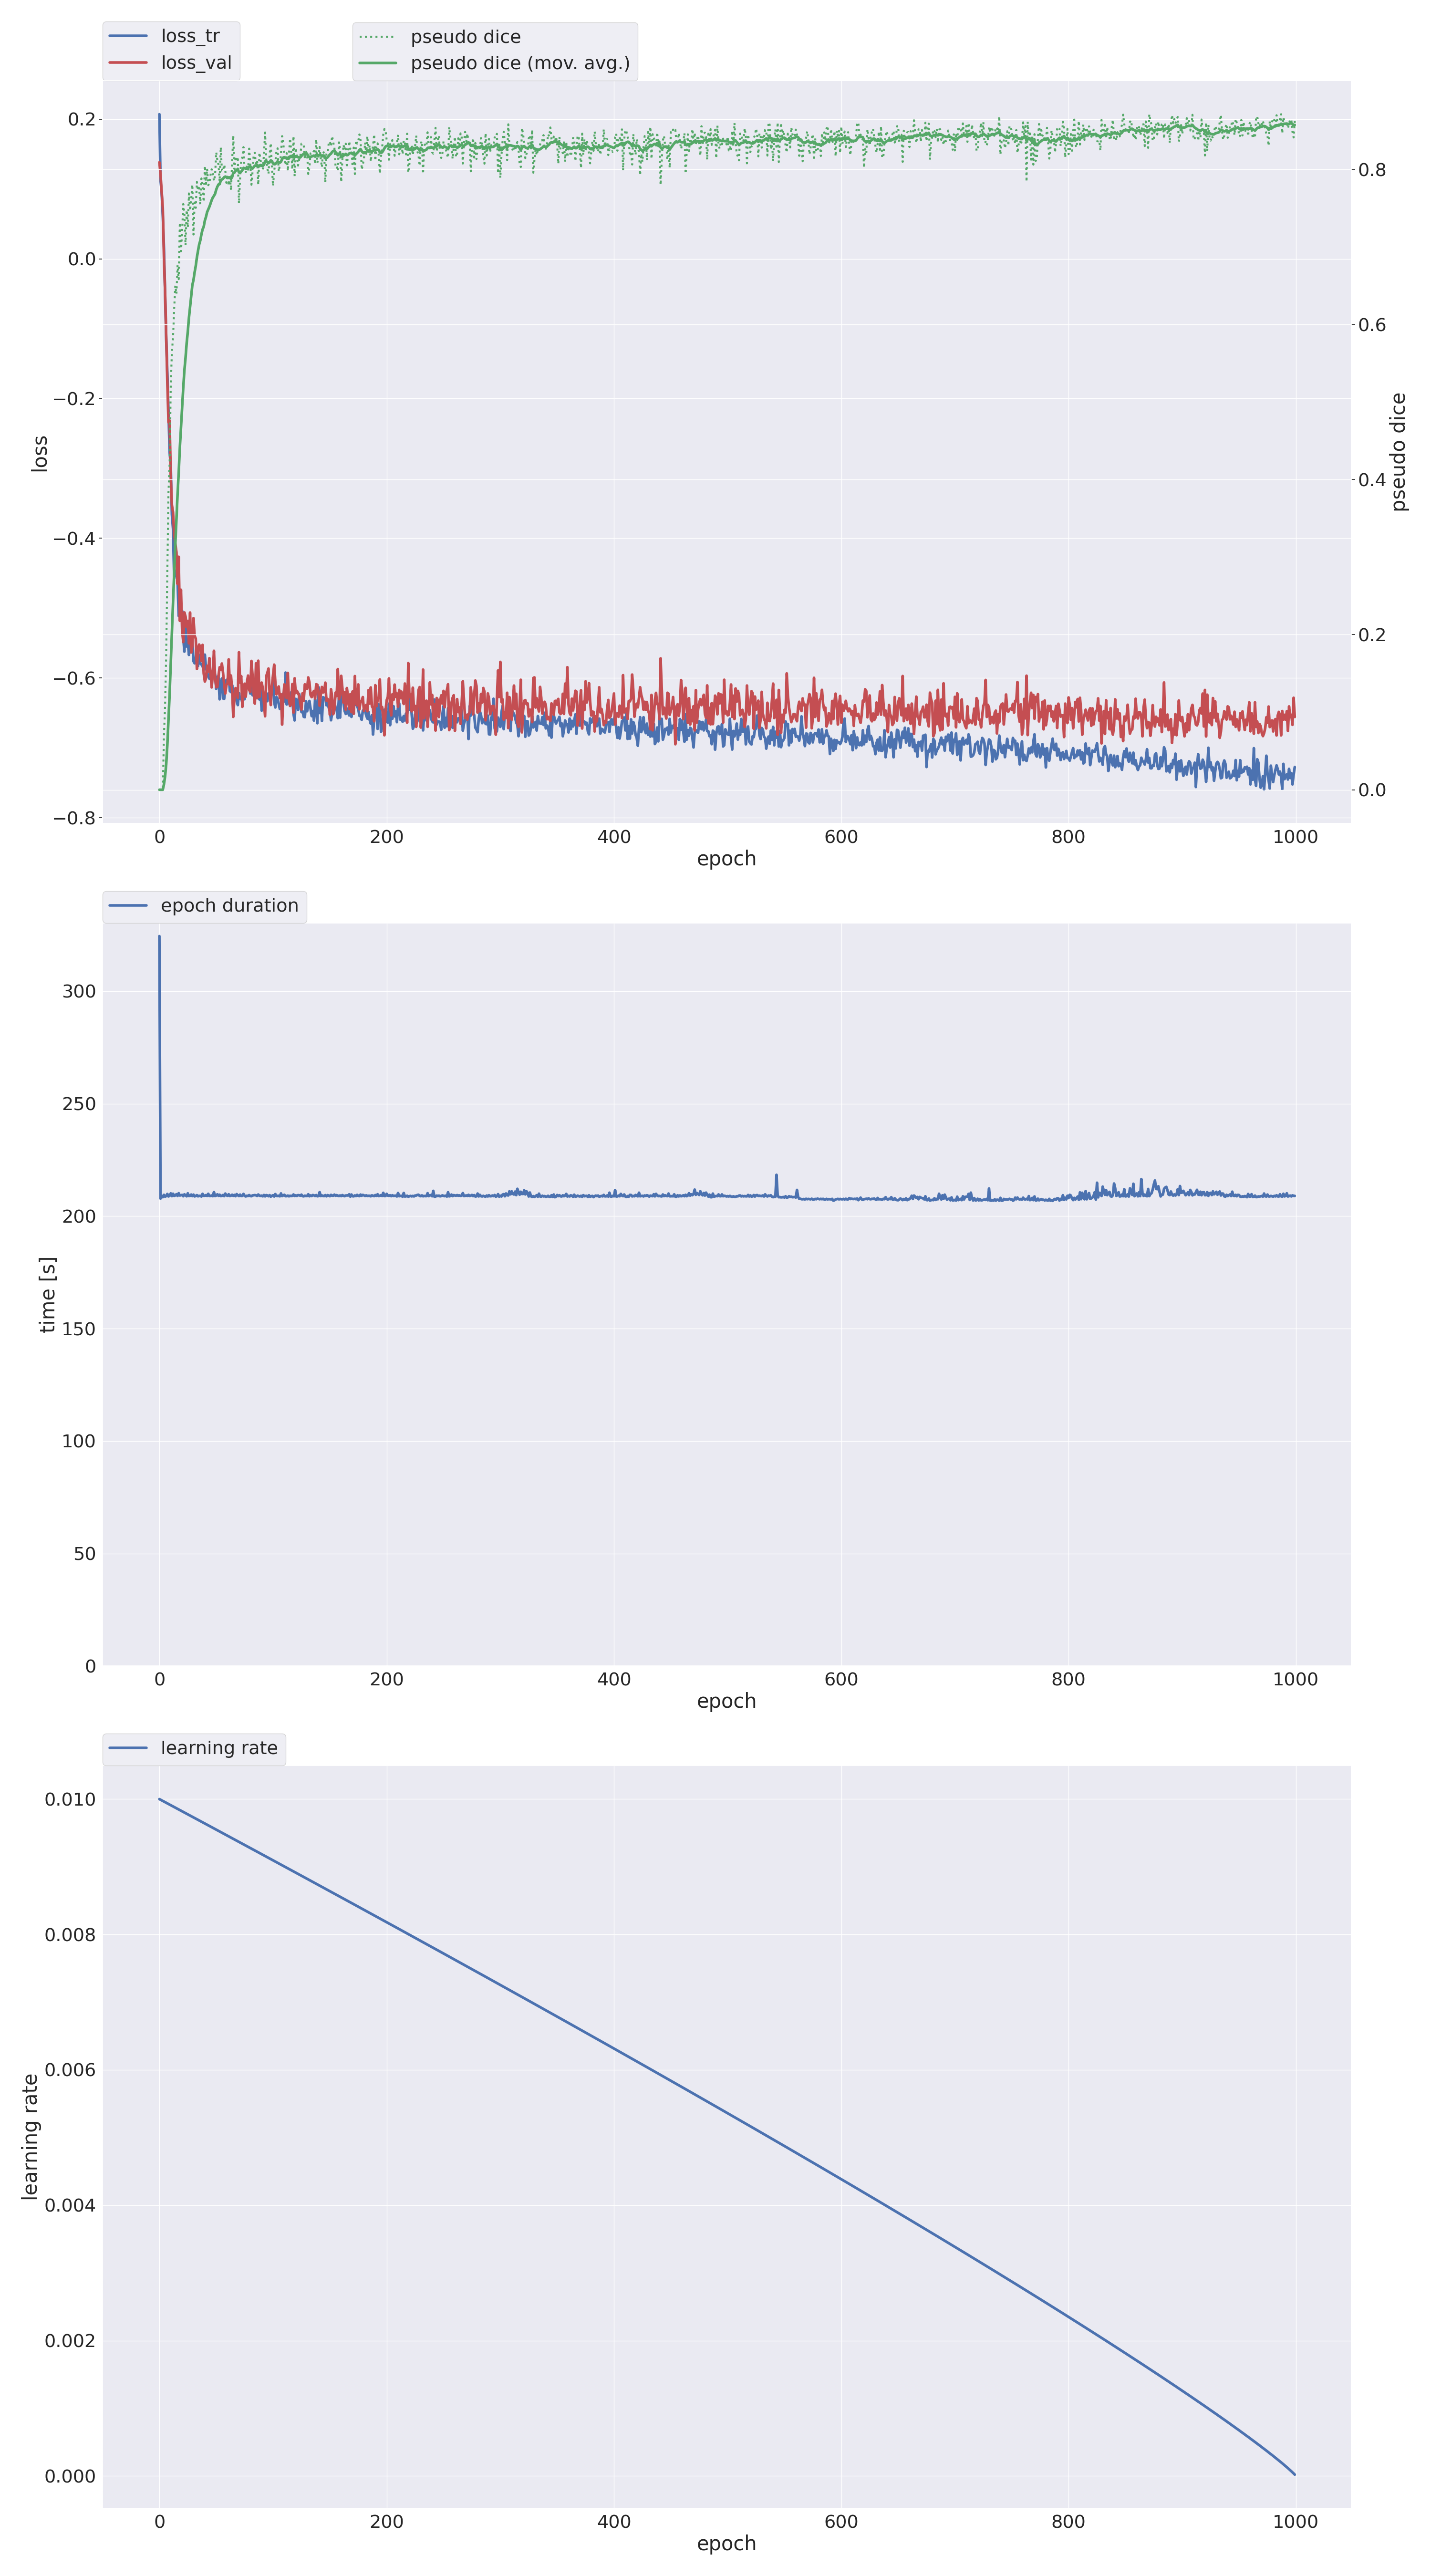 loss_tr
loss_val
pseudo dice
pseudo dice (mov. avg.)
0.2
0.0
−0.2
−0.4
−0.6
−0.8
loss
0.8
0.6
0.4
0.2
0.0
pseudo dice
0 200 400 600 800 1000
epoch
epoch duration
300
250
200
150
100
50
0
time [s]
0 200 400 600 800 1000
epoch
learning rate
0.010
0.008
0.006
0.004
0.002
0.000
learning rate
0 200 400 600 800 1000
epoch